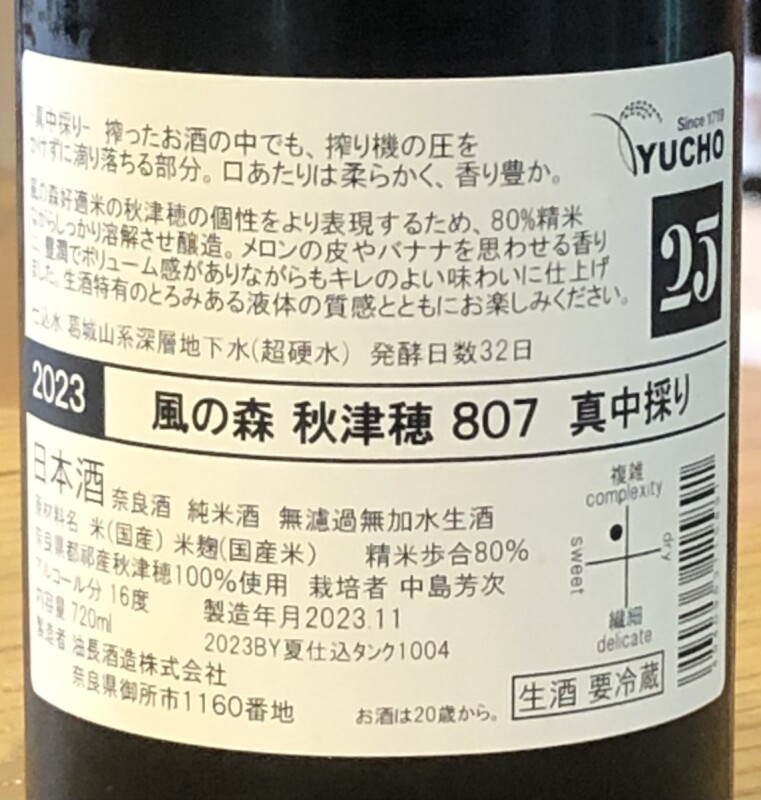 -真中採り- 搾ったお酒の中でも、搾り機の圧を
かけずに滴り落ちる部分。口あたりは柔らかく、香り豊か。
Since 1719
YUCHO
25
風の森好適米の秋津穂の個性をより表現するため、80%精米
ながらしっかり溶解させ醸造。メロンの皮やバナナを思わせる香り
に、豊潤でボリューム感がありながらもキレのよい味わいに仕上げ
ました。生酒特有のとろみある液体の質感とともにお楽しみください。
仕込水 葛城山系深層地下水(超硬水) 発酵日数32日
2023 風の森 秋津穂 807 真中採り
日本酒 奈良酒 純米酒 無濾過無加水生酒
原材料名 米(国産) 米麹(国産米) 精米歩合80%
奈良県都祁産秋津穂100%使用 栽培者 中島芳次
アルコール分 16度 製造年月2023.11
内容量 720ml 2023BY夏仕込タンク1004
製造者 油長酒造株式会社
奈良県御所市1160番地
お酒は20歳から。
生酒 要冷蔵
複雑
complexity
sweet
dry
繊細
delicate